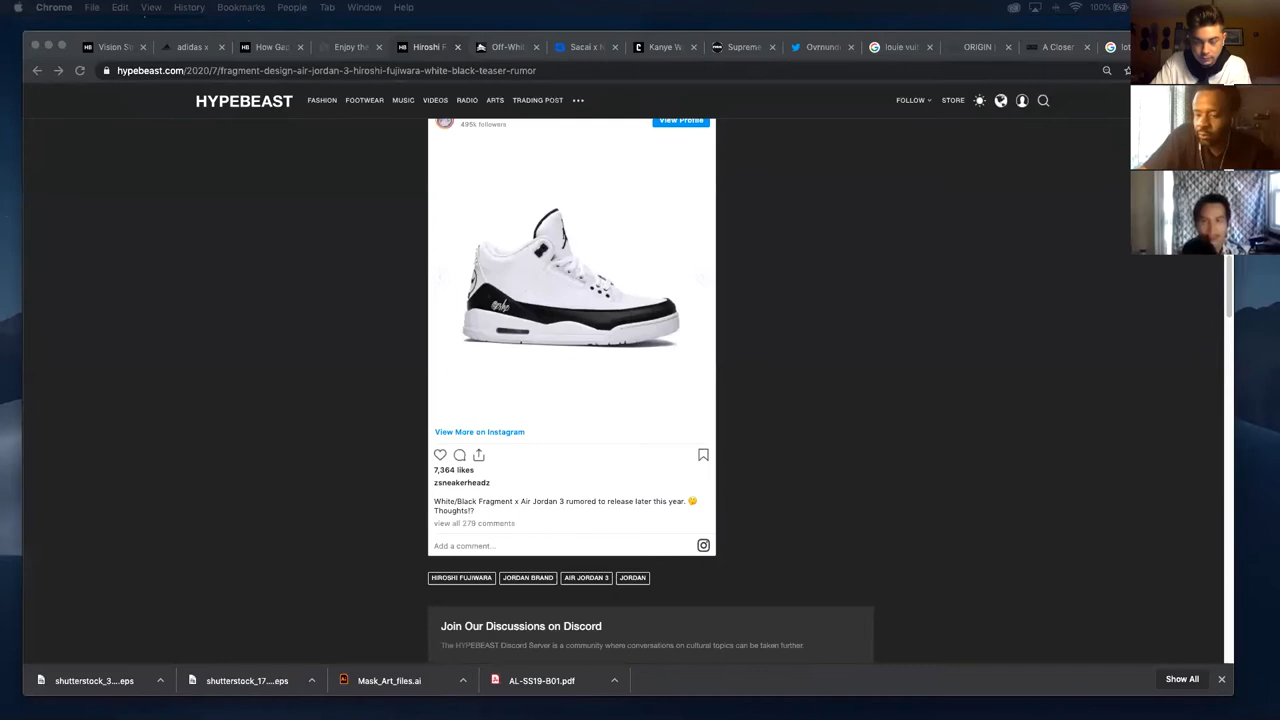 Chrome File Edit View History Bookmarks People Tab Window Help 100%
Vision S adidas x How Gap Enjoy the Hiroshi F Off-Whit Sacai x N Kanye W Supreme Ovrnundr louie vuit ORIGIN A Closer
hypebeast.com/2020/7/fragment-design-air-jordan-3-hiroshi-fujiwara-white-black-teaser-rumor
HYPEBEAST FASHION FOOTWEAR MUSIC VIDEOS RADIO ARTS TRADING POST ••• FOLLOW STORE
495k followers View Profile
View More on Instagram
7,364 likes
zsneakerheadz
White/Black Fragment x Air Jordan 3 rumored to release later this year. 🤔
Thoughts!?
view all 279 comments
Add a comment...
HIROSHI FUJIWARA JORDAN BRAND AIR JORDAN 3 JORDAN
Join Our Discussions on Discord
The HYPEBEAST Discord Server is a community where conversations on cultural topics can be taken further.
shutterstock_3....eps shutterstock_17....eps Mask_Art_files.ai AL-SS19-B01.pdf Show All